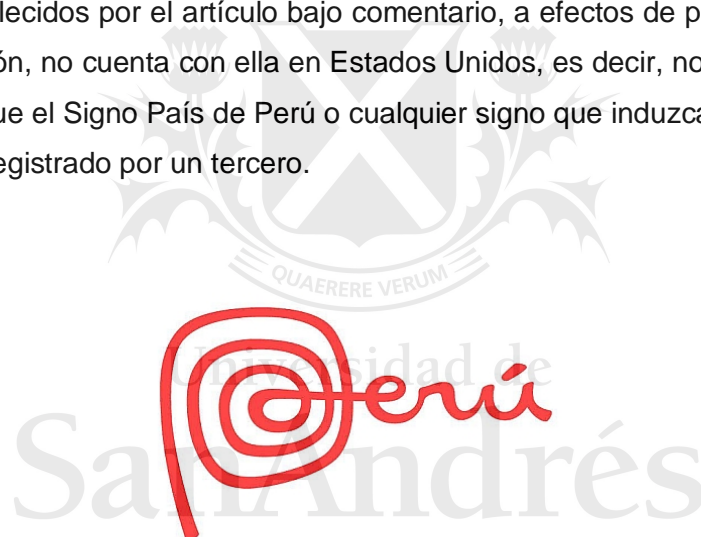 lecidos por el artículo bajo comentario, a efectos de p
ón, no cuenta con ella en Estados Unidos, es decir, no
ue el Signo País de Perú o cualquier signo que induzca
egistrado por un tercero.
QUAERERE VERUM
Universidad de
SanAndrés
Perú